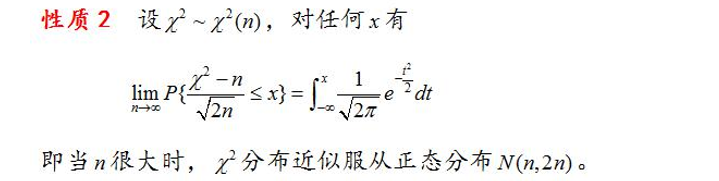 性质 2 设 χ² ~ χ²(n)，对任何 x 有
lim_{n→∞} P{(χ² − n)/√(2n) ≤ x} = ∫_{−∞}^{x} (1/√(2π)) e^{−t²/2} dt
即当 n 很大时，χ² 分布近似服从正态分布 N(n,2n)。